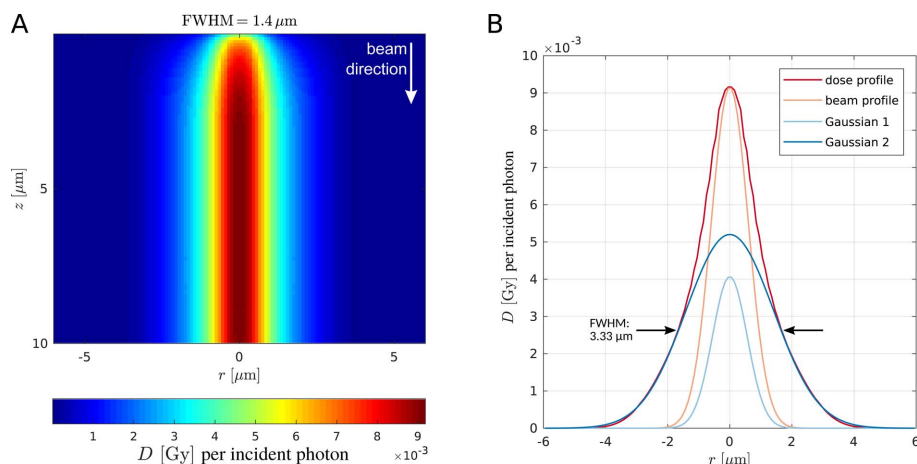 A
FWHM = 1.4 μm
beam
direction
5
10
z [μm]
-5
0
5
r [μm]
1
2
3
4
5
6
7
8
9
D [Gy] per incident photon
×10⁻³
B
×10⁻³
10
9
8
7
6
5
4
3
2
1
0
D [Gy] per incident photon
dose profile
beam profile
Gaussian 1
Gaussian 2
FWHM:
3.33 μm
-6
-4
-2
0
2
4
6
r [μm]